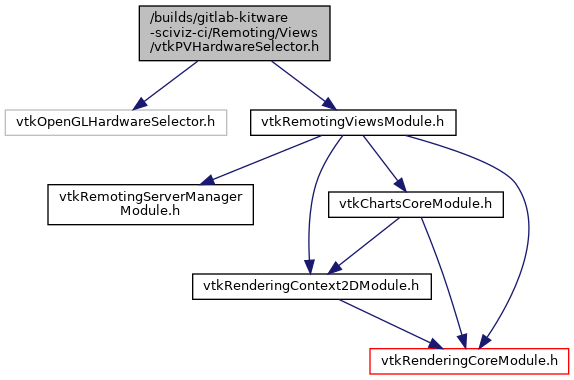 /builds/gitlab-kitware
-sciviz-ci/Remoting/Views
/vtkPVHardwareSelector.h
vtkOpenGLHardwareSelector.h
vtkRemotingViewsModule.h
vtkRemotingServerManager
Module.h
vtkChartsCoreModule.h
vtkRenderingContext2DModule.h
vtkRenderingCoreModule.h